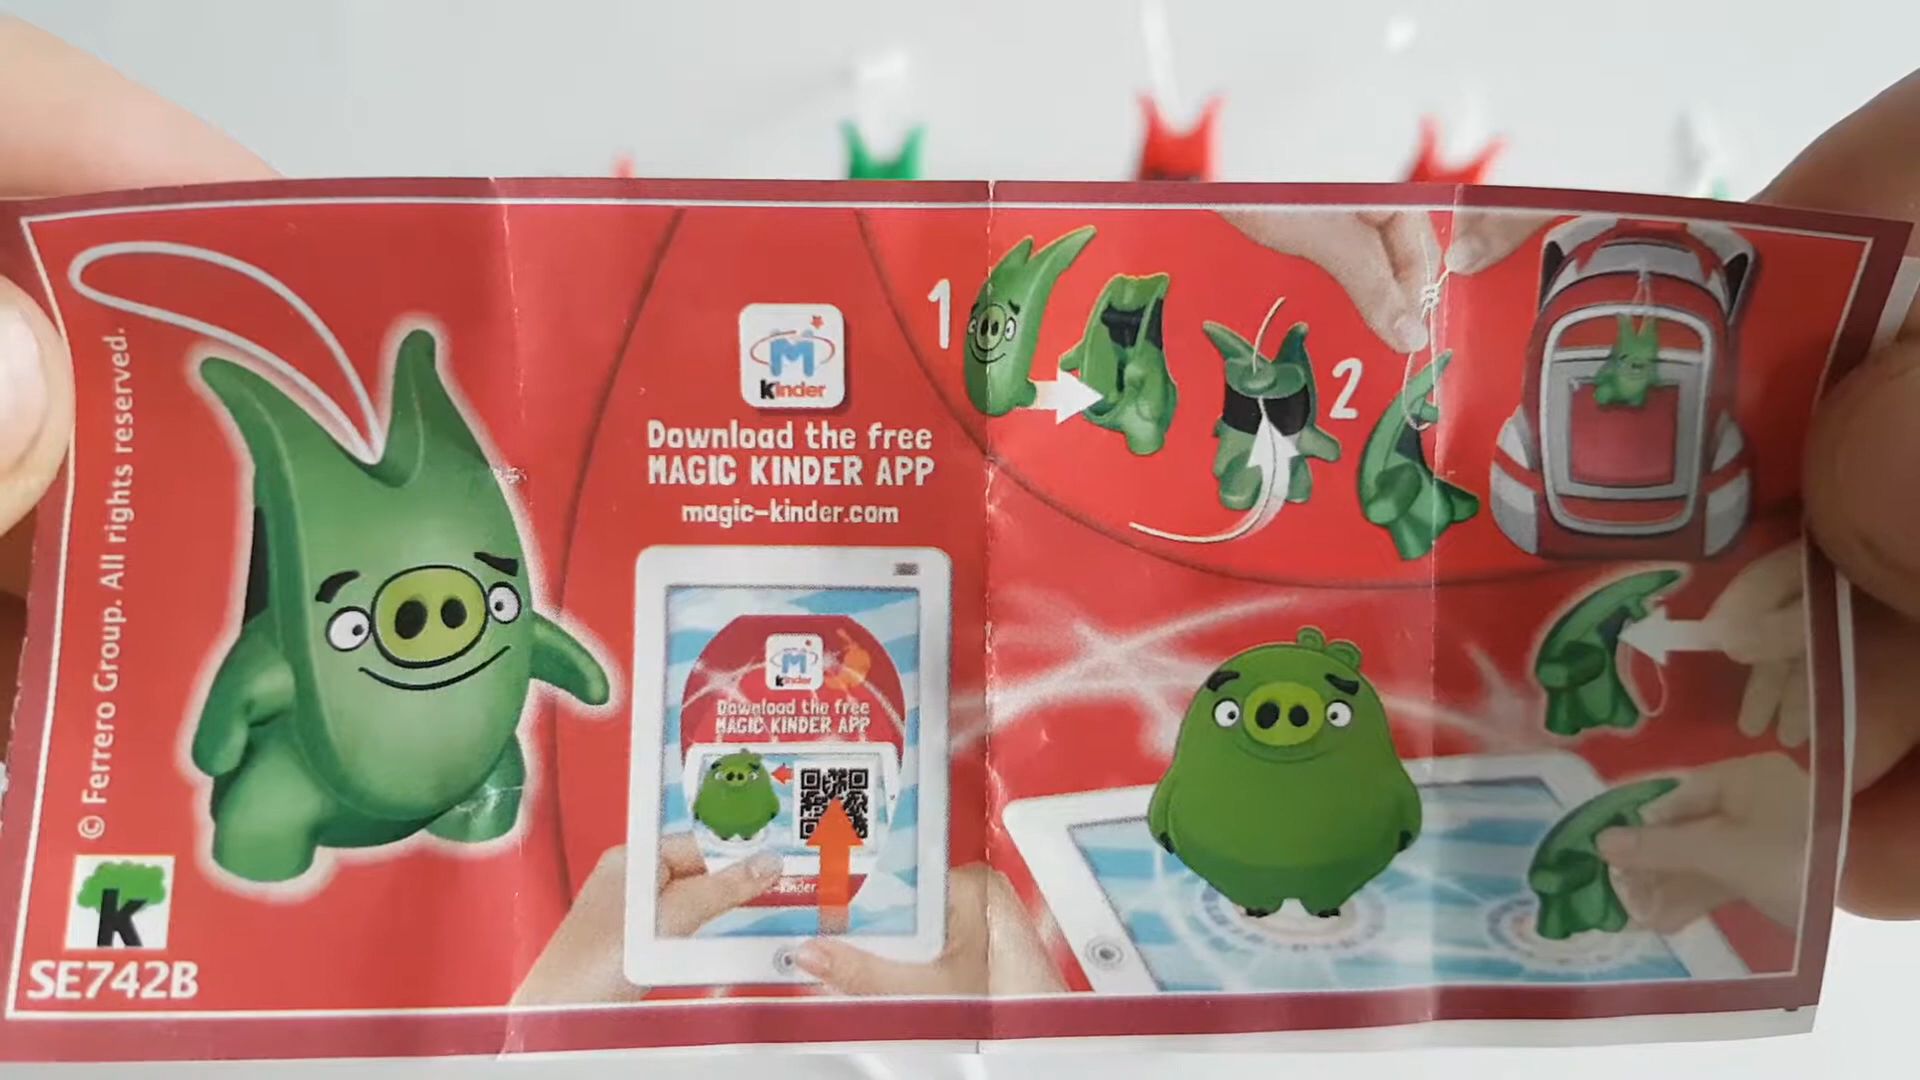 © Ferrero Group. All rights reserved.
K
SE742B
M
kinder
Download the free
MAGIC KINDER APP
magic-kinder.com
M
kinder
Download the free
MAGIC KINDER APP
1
2